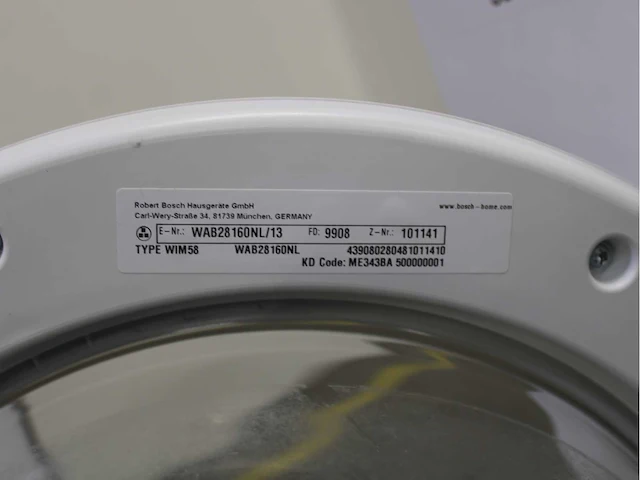 Robert Bosch Hausgeräte GmbH www.bosch-home.com
Carl-Wery-Straße 34, 81739 München, GERMANY
E-Nr.: WAB28160NL/13 FD: 9908 Z-Nr.: 101141
TYPE WIM58 WAB28160NL 439080280481011410
KD Code: ME343BA 500000001